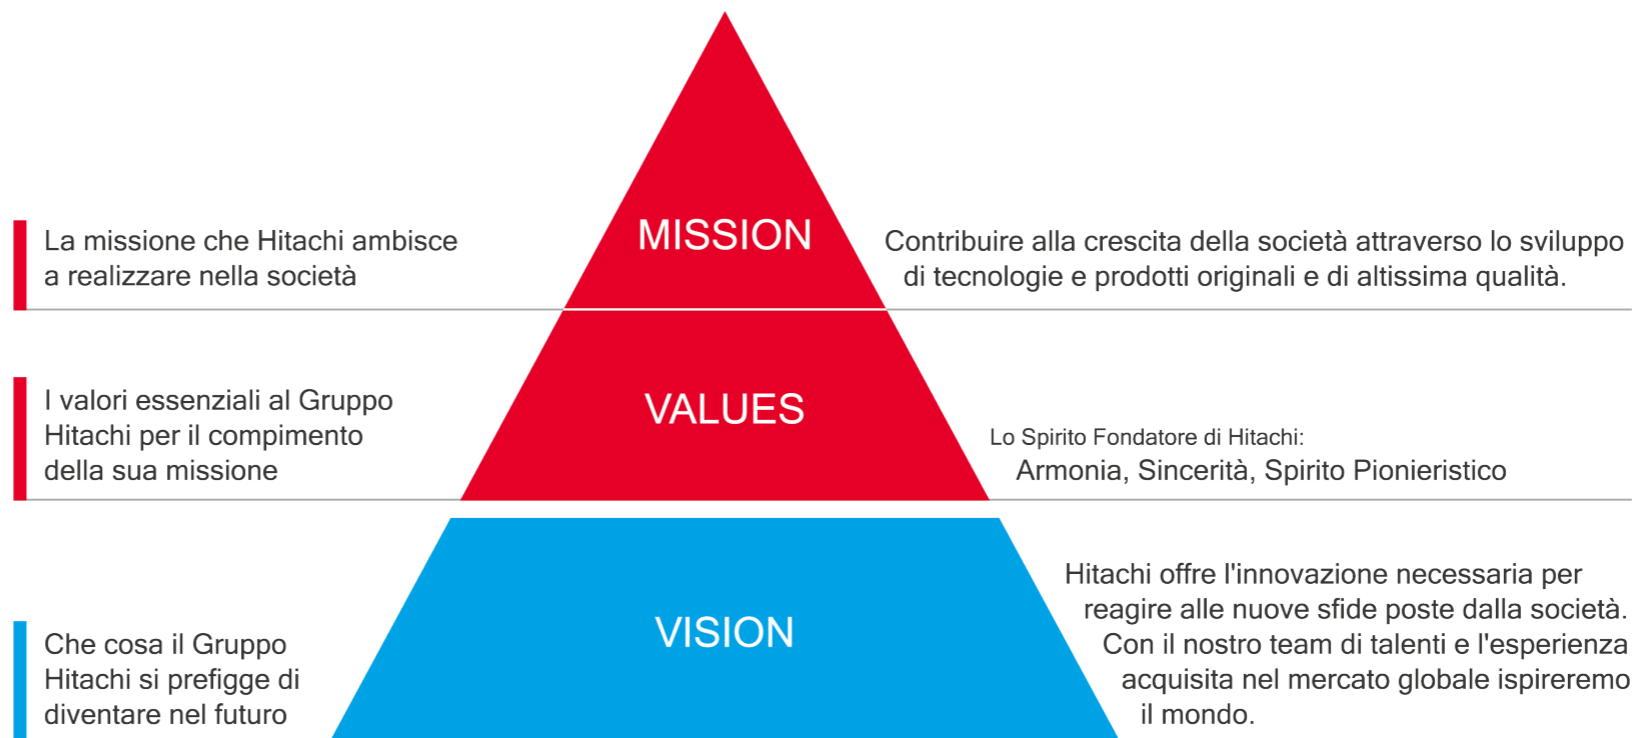 La missione che Hitachi ambisce
a realizzare nella società
MISSION
Contribuire alla crescita della società attraverso lo sviluppo
di tecnologie e prodotti originali e di altissima qualità.
I valori essenziali al Gruppo
Hitachi per il compimento
della sua missione
VALUES
Lo Spirito Fondatore di Hitachi:
Armonia, Sincerità, Spirito Pionieristico
Che cosa il Gruppo
Hitachi si prefigge di
diventare nel futuro
VISION
Hitachi offre l'innovazione necessaria per
reagire alle nuove sfide poste dalla società.
Con il nostro team di talenti e l'esperienza
acquisita nel mercato globale ispireremo
il mondo.